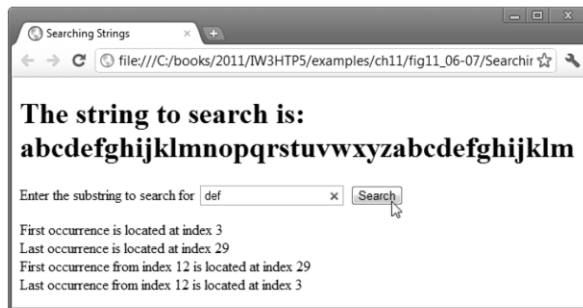 Searching Strings
file:///C:/books/2011/IW3HTP5/examples/ch11/fig11_06-07/Searchir
The string to search is:
abcdefghijklmnopqrstuvwxyzabcdefghijklm
Enter the substring to search for def Search
First occurrence is located at index 3
Last occurrence is located at index 29
First occurrence from index 12 is located at index 29
Last occurrence from index 12 is located at index 3